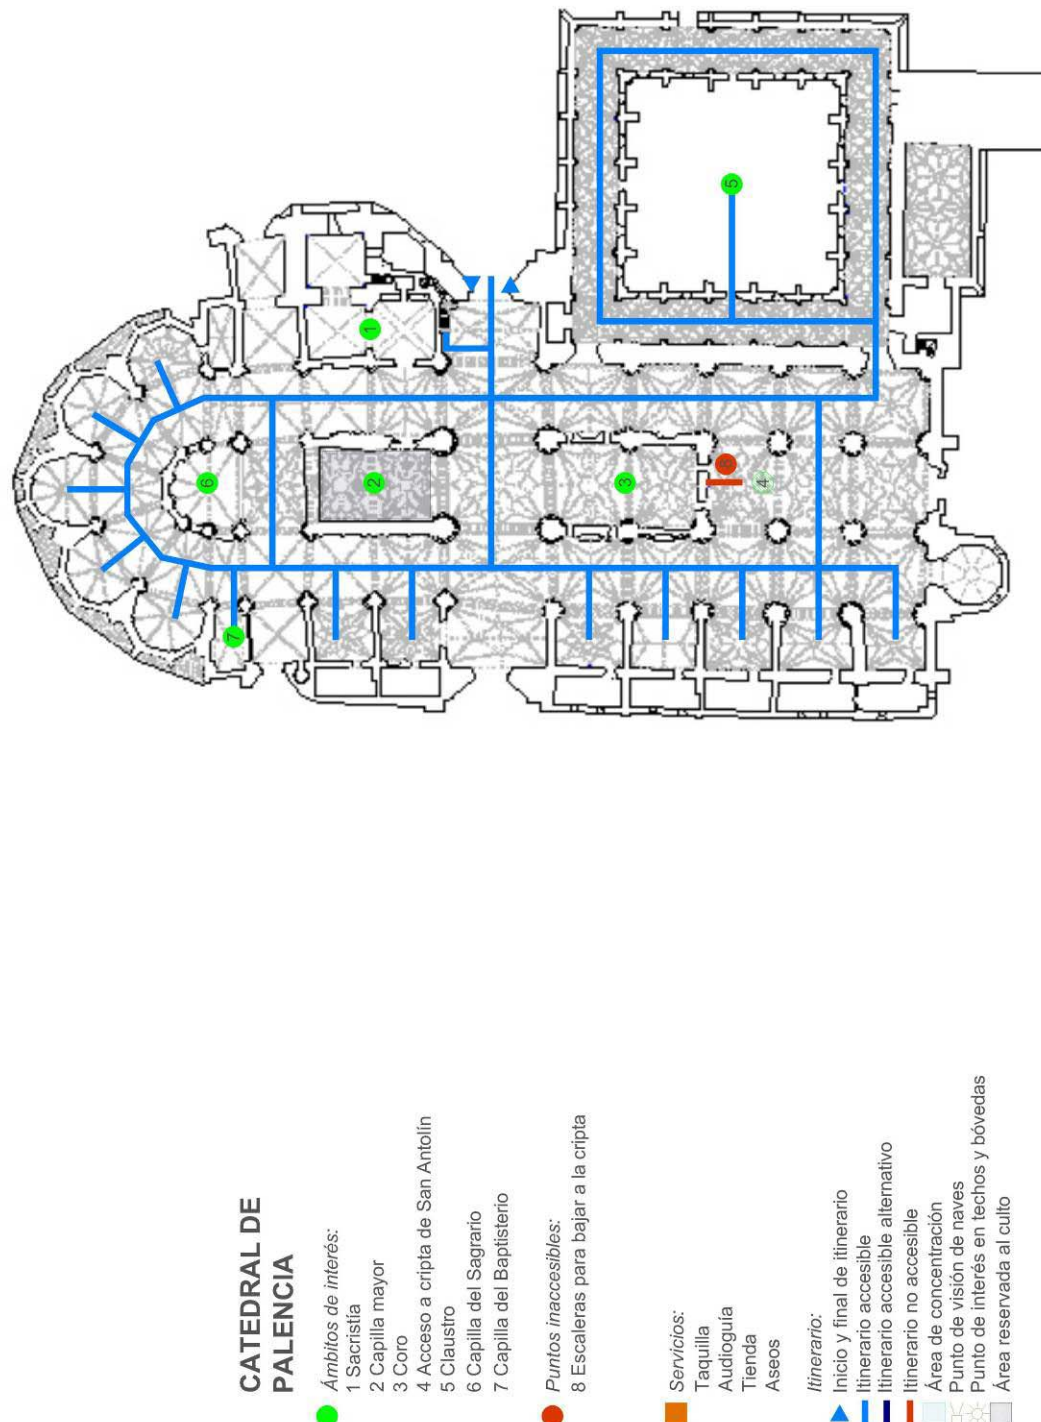 CATEDRAL DE
PALENCIA
Ámbitos de interés:
1 Sacristía
2 Capilla mayor
3 Coro
4 Acceso a cripta de San Antolín
5 Claustro
6 Capilla del Sagrario
7 Capilla del Baptisterio
Puntos inaccesibles:
8 Escaleras para bajar a la cripta
Servicios:
Taquilla
Audioguía
Tienda
Aseos
Itinerario:
Inicio y final de itinerario
Itinerario accesible
Itinerario accesible alternativo
Itinerario no accesible
Área de concentración
Punto de visión de naves
Punto de interés en techos y bóvedas
Área reservada al culto
7
6
2
1
3
8
4
5